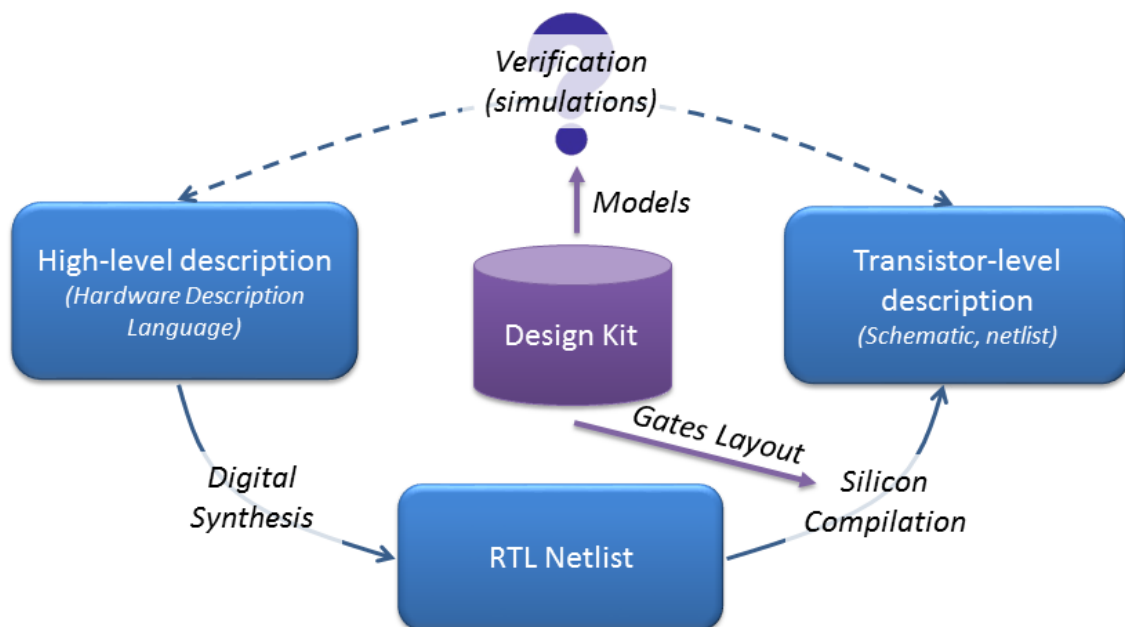 ?
Verification
(simulations)
Models
High-level description
(Hardware Description
Language)
Design Kit
Transistor-level
description
(Schematic, netlist)
Gates Layout
Digital
Synthesis
Silicon
Compilation
RTL Netlist